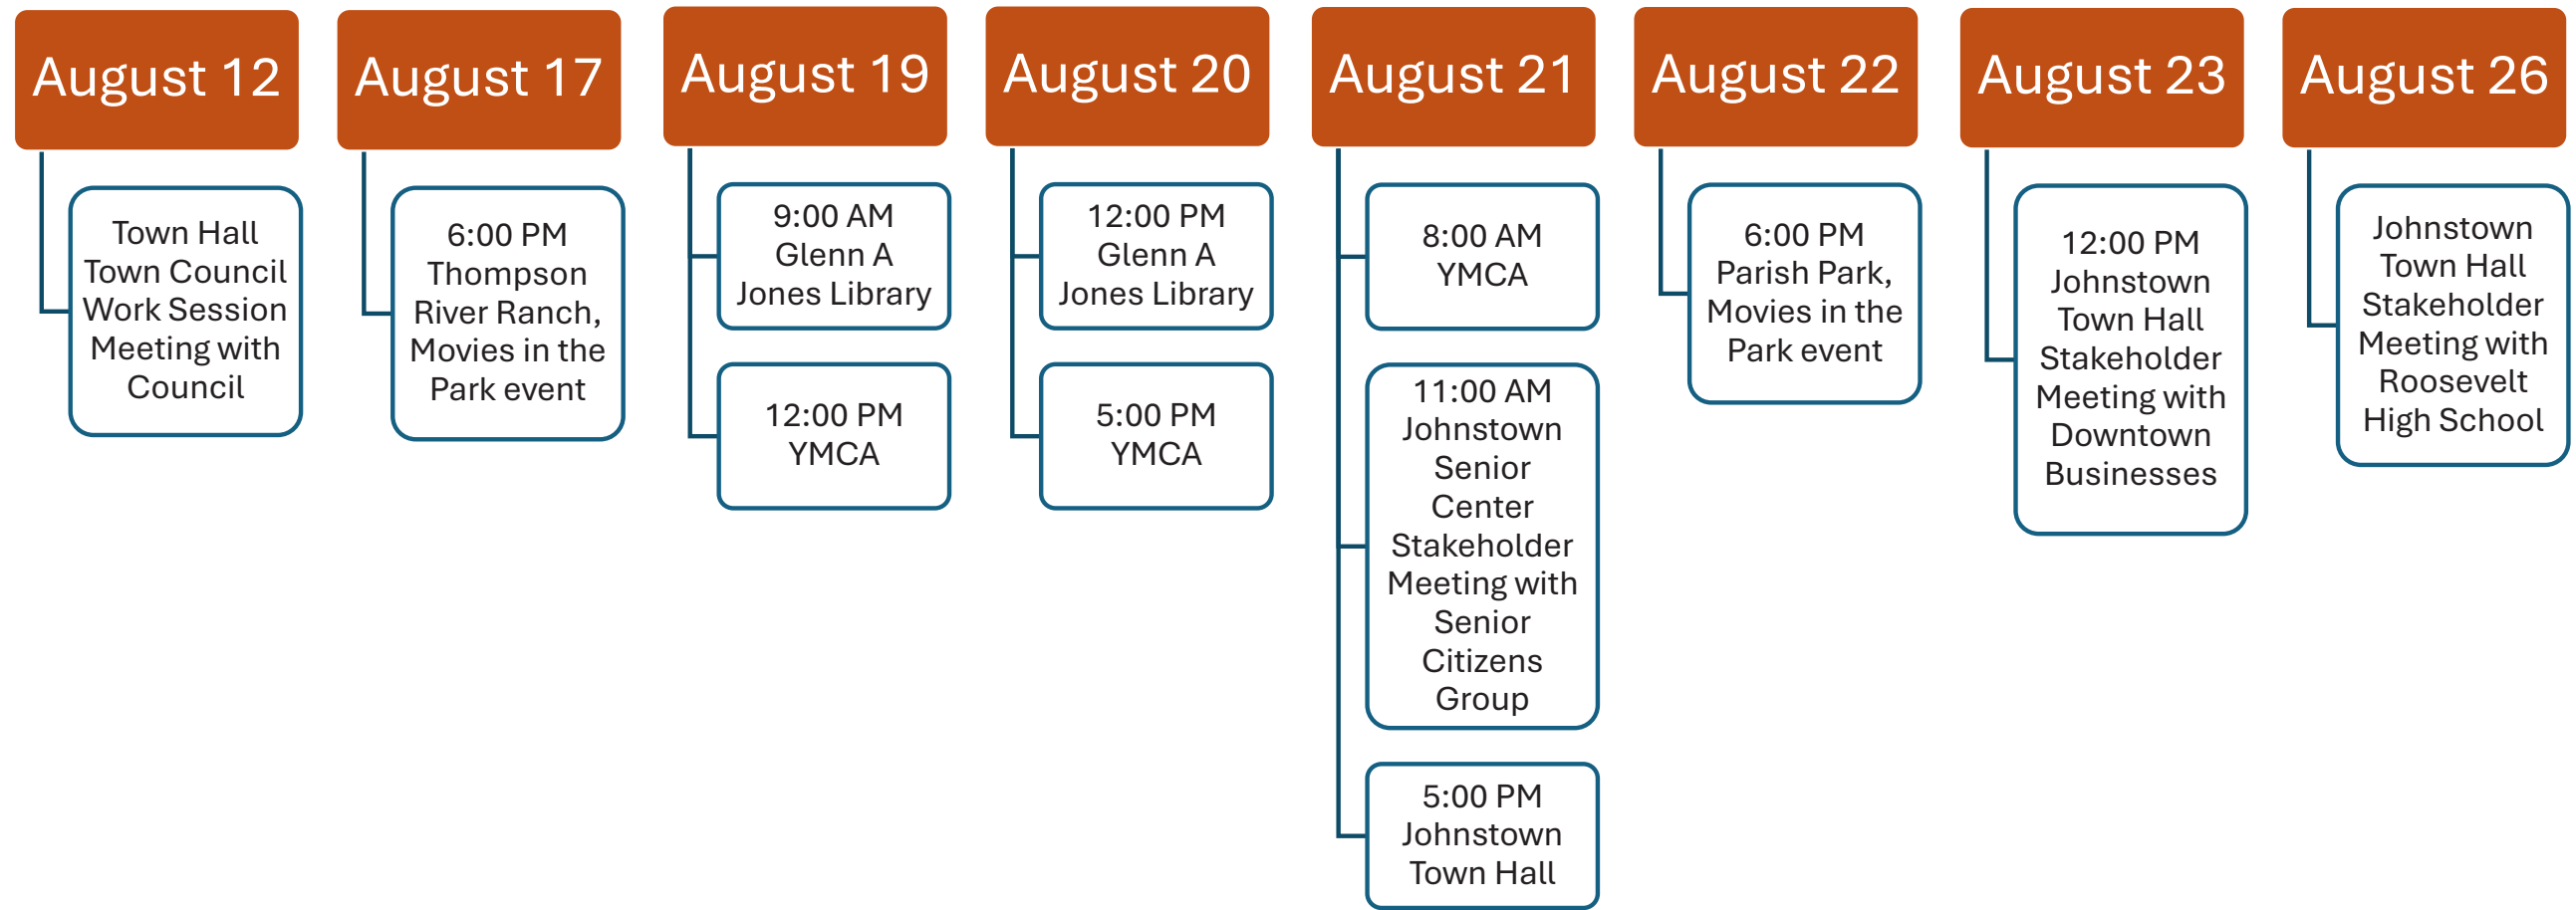 August 12
Town Hall
Town Council
Work Session
Meeting with
Council
August 17
6:00 PM
Thompson
River Ranch,
Movies in the
Park event
August 19
9:00 AM
Glenn A
Jones Library
12:00 PM
YMCA
August 20
12:00 PM
Glenn A
Jones Library
5:00 PM
YMCA
August 21
8:00 AM
YMCA
11:00 AM
Johnstown
Senior
Center
Stakeholder
Meeting with
Senior
Citizens
Group
5:00 PM
Johnstown
Town Hall
August 22
6:00 PM
Parish Park,
Movies in the
Park event
August 23
12:00 PM
Johnstown
Town Hall
Stakeholder
Meeting with
Downtown
Businesses
August 26
Johnstown
Town Hall
Stakeholder
Meeting with
Roosevelt
High School